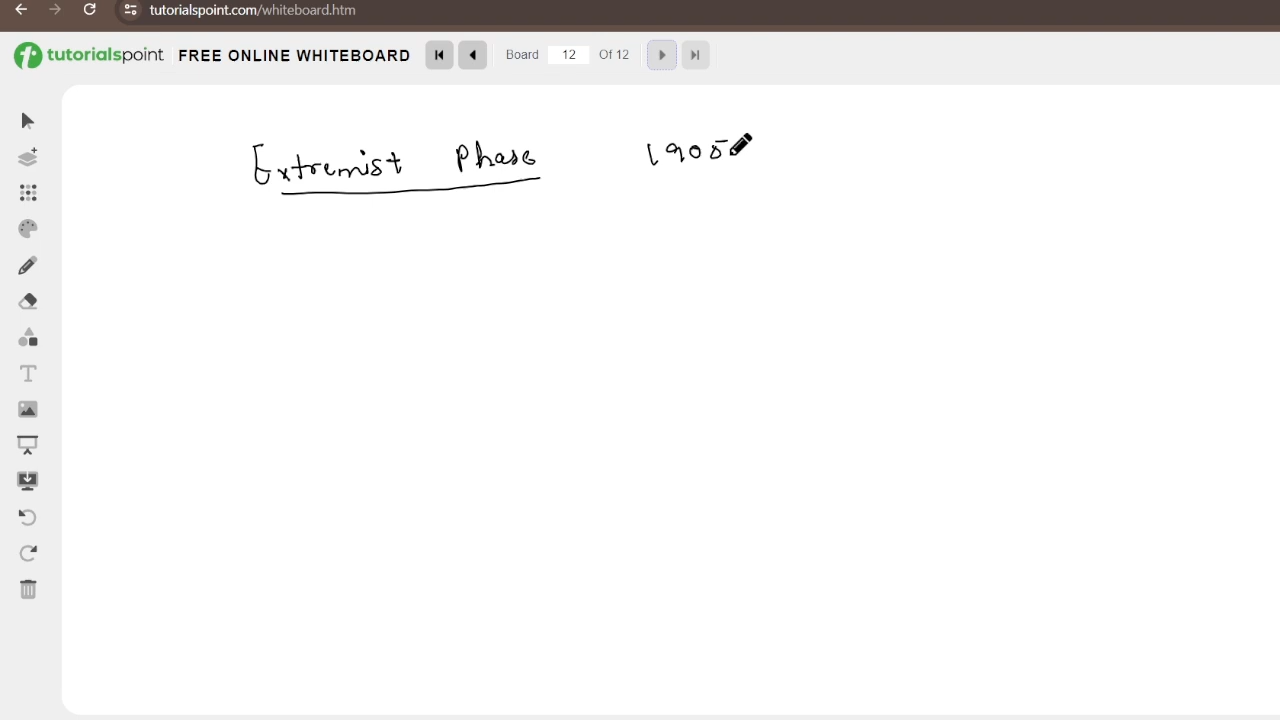 tutorialspoint.com/whiteboard.htm
tutorialspoint FREE ONLINE WHITEBOARD Board 12 Of 12
Extremist Phase 1905
T